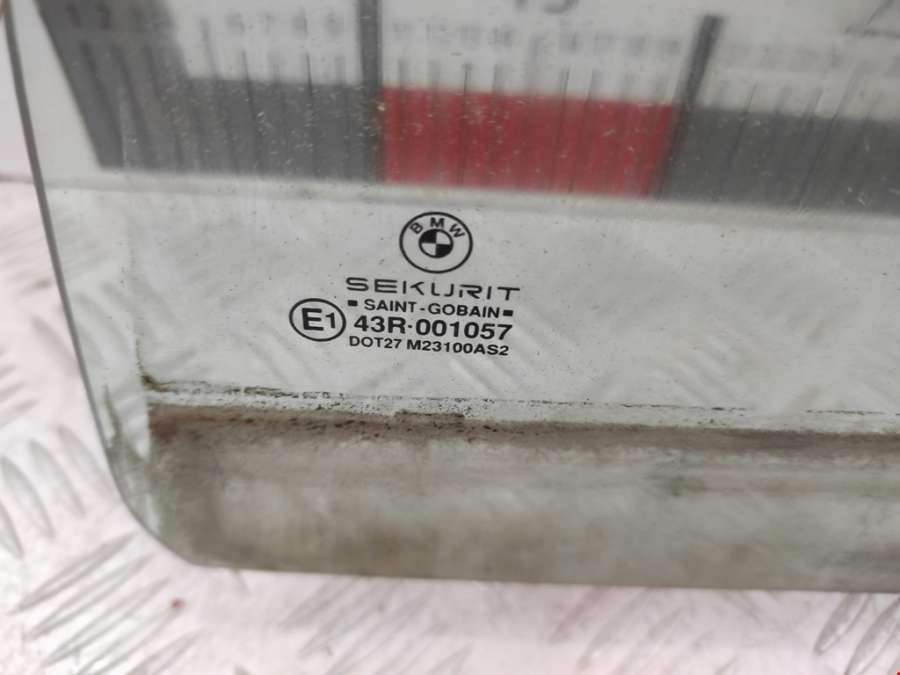 BMW
SEKURIT
SAINT-GOBAIN
E1 43R-001057
DOT27 M23100AS2